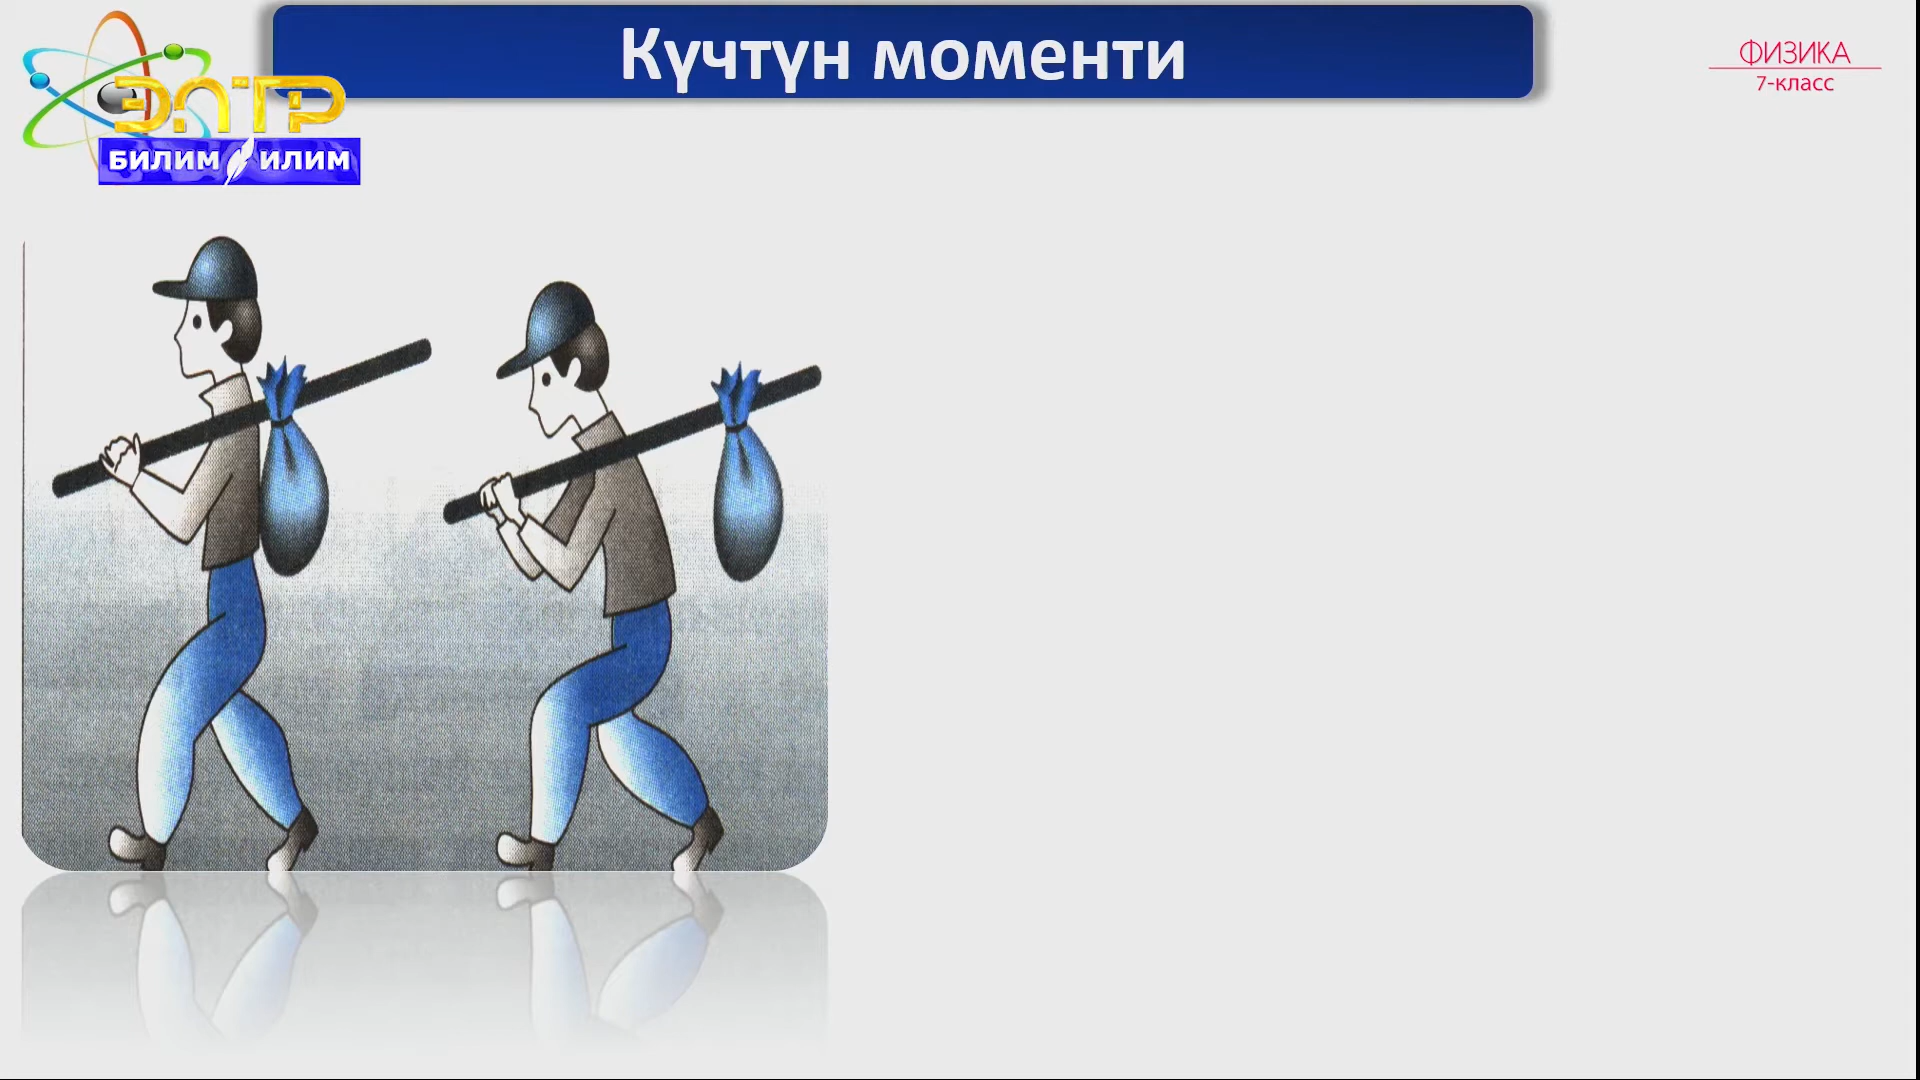 Күчтүн моменти
ФИЗИКА
7-класс
ЭЛТР
БИЛИМ ИЛИМ